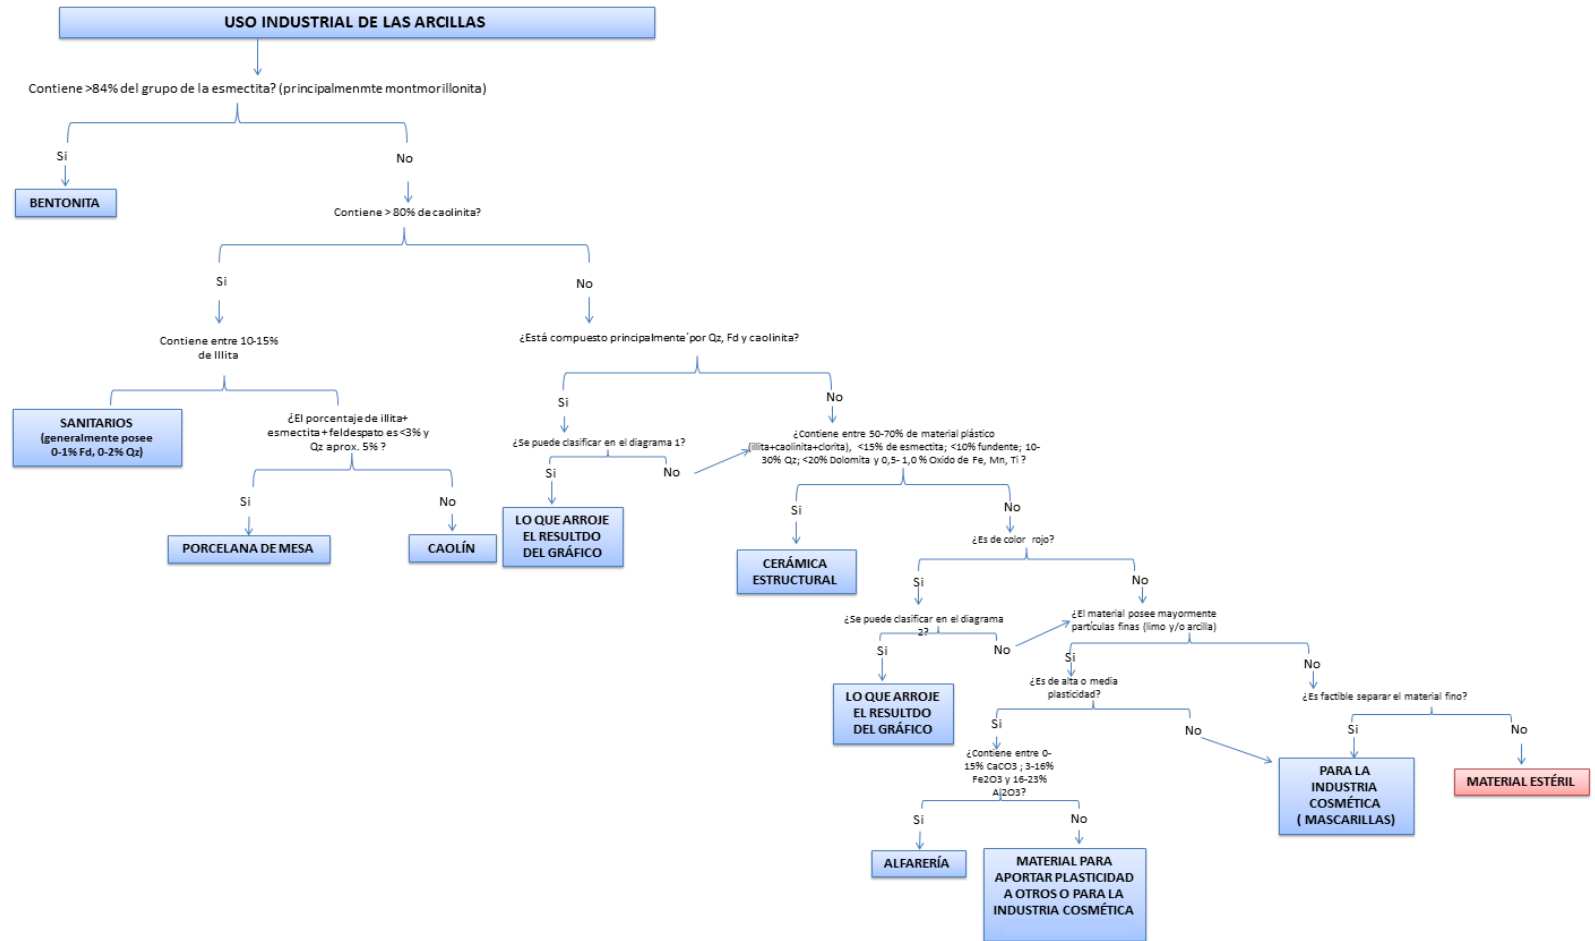 USO INDUSTRIAL DE LAS ARCILLAS
Contiene >84% del grupo de la esmectita? (principalmenmte montmorillonita)
Si
No
BENTONITA
Contiene > 80% de caolinita?
Si
No
Contiene entre 10-15%
de Illita
¿Está compuesto principalmente´por Qz, Fd y caolinita?
SANITARIOS
(generalmente posee
0-1% Fd, 0-2% Qz)
¿El porcentaje de illita+
esmectita + feldespato es <3% y
Qz aprox. 5% ?
Si
No
PORCELANA DE MESA
CAOLÍN
Si
No
¿Se puede clasificar en el diagrama 1?
Si
No
LO QUE ARROJE
EL RESULTDO
DEL GRÁFICO
¿Contiene entre 50-70% de material plástico
(illita+caolinita+clorita), <15% de esmectita; <10% fundente; 10-
30% Qz; <20% Dolomita y 0,5- 1,0 % Oxido de Fe, Mn, Ti ?
Si
No
CERÁMICA
ESTRUCTURAL
¿Es de color rojo?
Si
No
¿Se puede clasificar en el diagrama
2?
Si
No
LO QUE ARROJE
EL RESULTDO
DEL GRÁFICO
¿El material posee mayormente
partículas finas (limo y/o arcilla)
Si
No
¿Es de alta o media
plasticidad?
Si
No
¿Es factible separar el material fino?
Si
No
¿Contiene entre 0-
15% CaCO3 ; 3-16%
Fe2O3 y 16-23%
Al2O3?
Si
No
PARA LA
INDUSTRIA
COSMÉTICA
( MASCARILLAS)
MATERIAL ESTÉRIL
ALFARERÍA
MATERIAL PARA
APORTAR PLASTICIDAD
A OTROS O PARA LA
INDUSTRIA COSMÉTICA